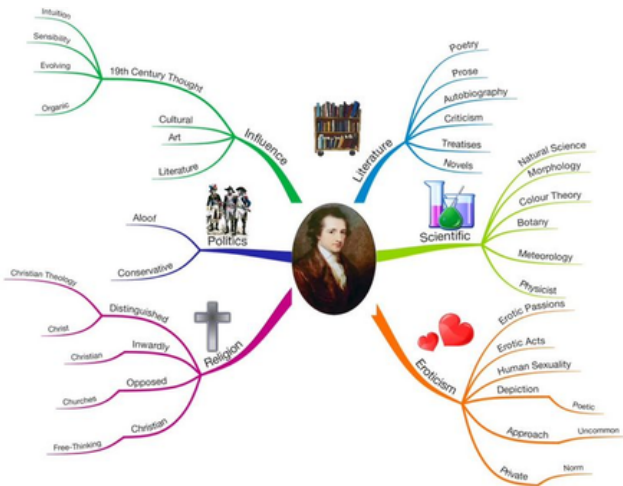 Intuition
Sensibility
Evolving
Organic
19th Century Thought
Cultural
Art
Literature
Influence
Poetry
Prose
Autobiography
Criticism
Treatises
Novels
Literature
Natural Science
Morphology
Colour Theory
Botany
Meteorology
Physicist
Scientific
Aloof
Conservative
Politics
Christian Theology
Christ
Distinguished
Christian
Inwardly
Churches
Opposed
Free-Thinking
Christian
Religion
Erotic Passions
Erotic Acts
Human Sexuality
Depiction
Poetic
Approach
Uncommon
Private
Norm
Eroticism